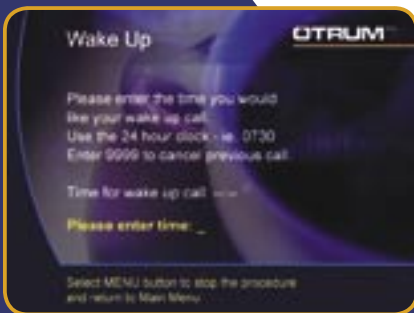 Wake Up
OTRUM
Please enter the time you would
like your wake up call.
Use the 24 hour clock - ie. 0730
Enter 9999 to cancel previous call.
Time for wake up call: -- --
Please enter time: _
Select MENU button to stop the procedure
and return to Main Menu